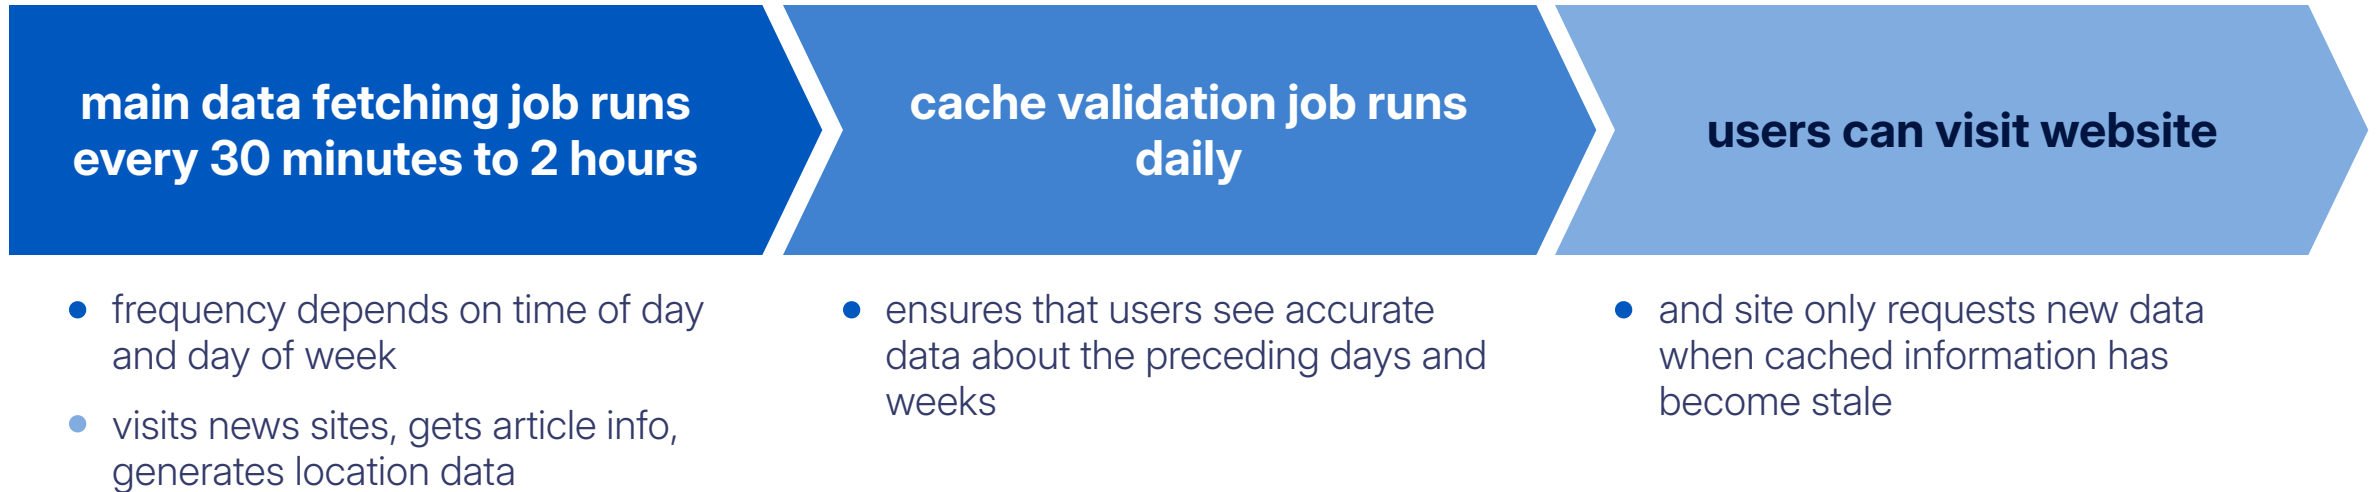 main data fetching job runs
every 30 minutes to 2 hours
cache validation job runs
daily
users can visit website
frequency depends on time of day
and day of week
visits news sites, gets article info,
generates location data
ensures that users see accurate
data about the preceding days and
weeks
and site only requests new data
when cached information has
become stale